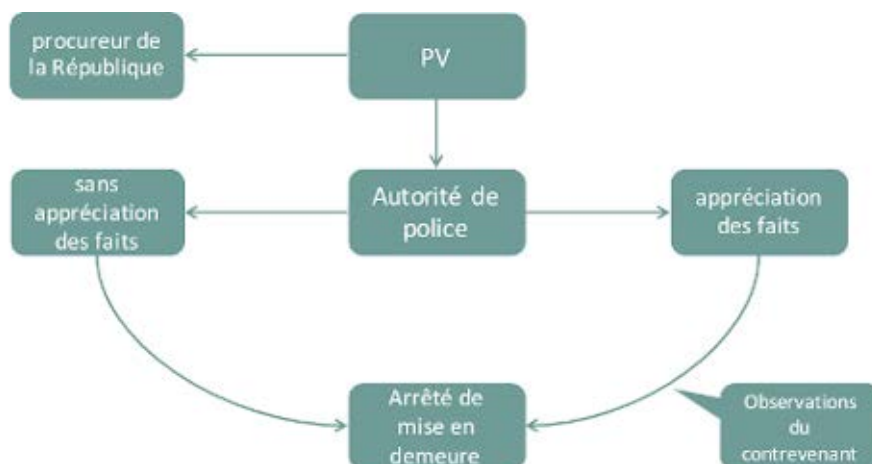 procureur de
la République
PV
sans
appréciation
des faits
Autorité de
police
appréciation
des faits
Arrêté de
mise en
demeure
Observations
du
contrevenant